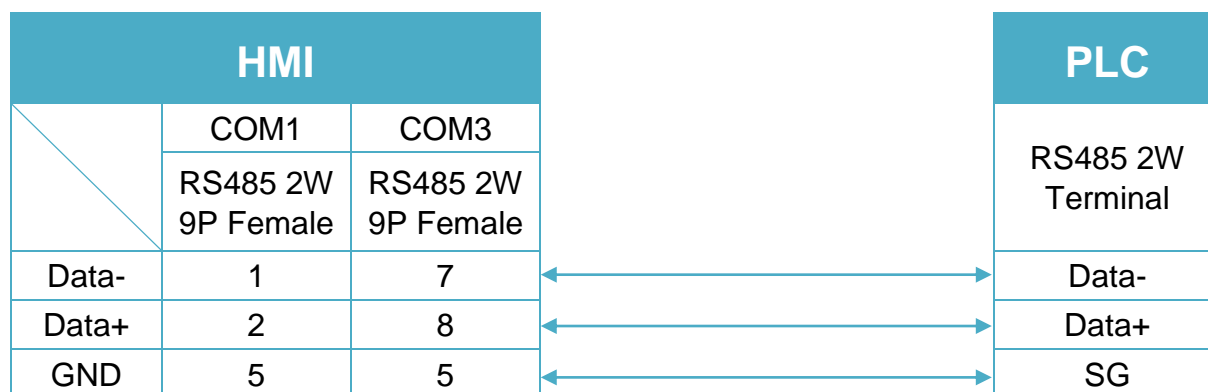 HMI
PLC
COM1 COM3
RS485 2W
9P Female
RS485 2W
9P Female
RS485 2W
Terminal
Data- 1 7 Data-
Data+ 2 8 Data+
GND 5 5 SG